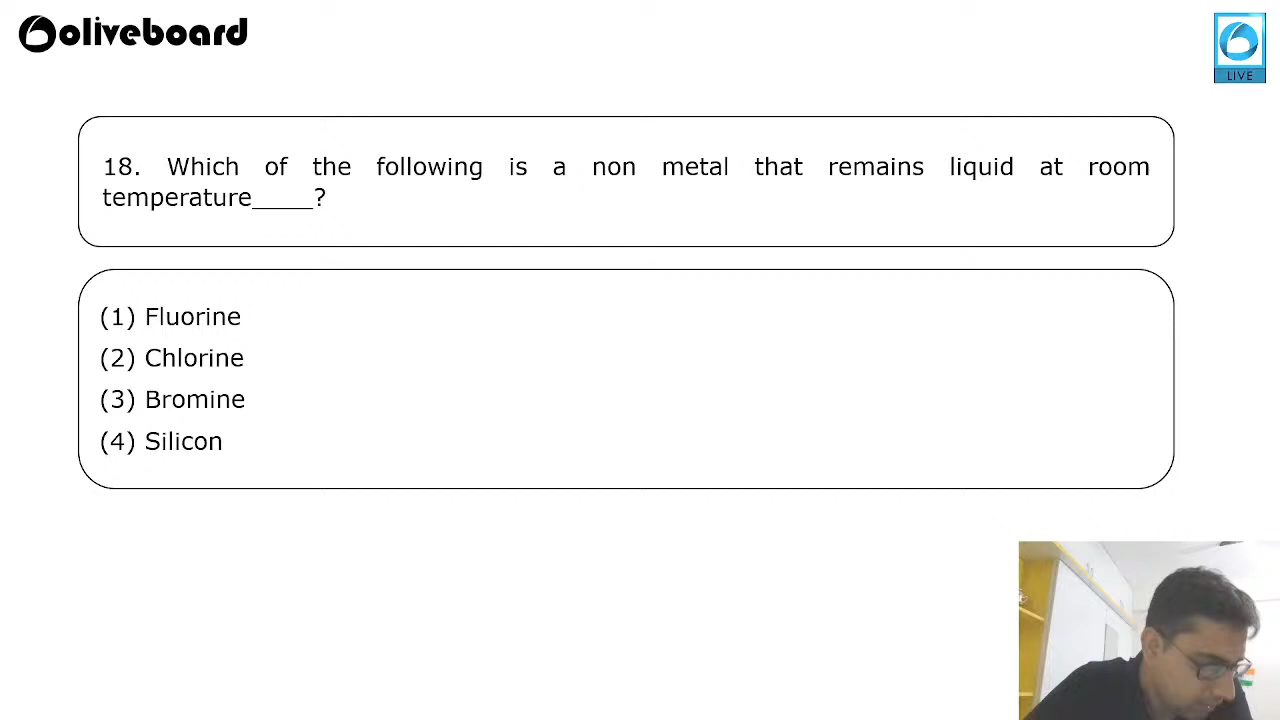 oliveboard
LIVE
18. Which of the following is a non metal that remains liquid at room
temperature_____?
(1) Fluorine
(2) Chlorine
(3) Bromine
(4) Silicon